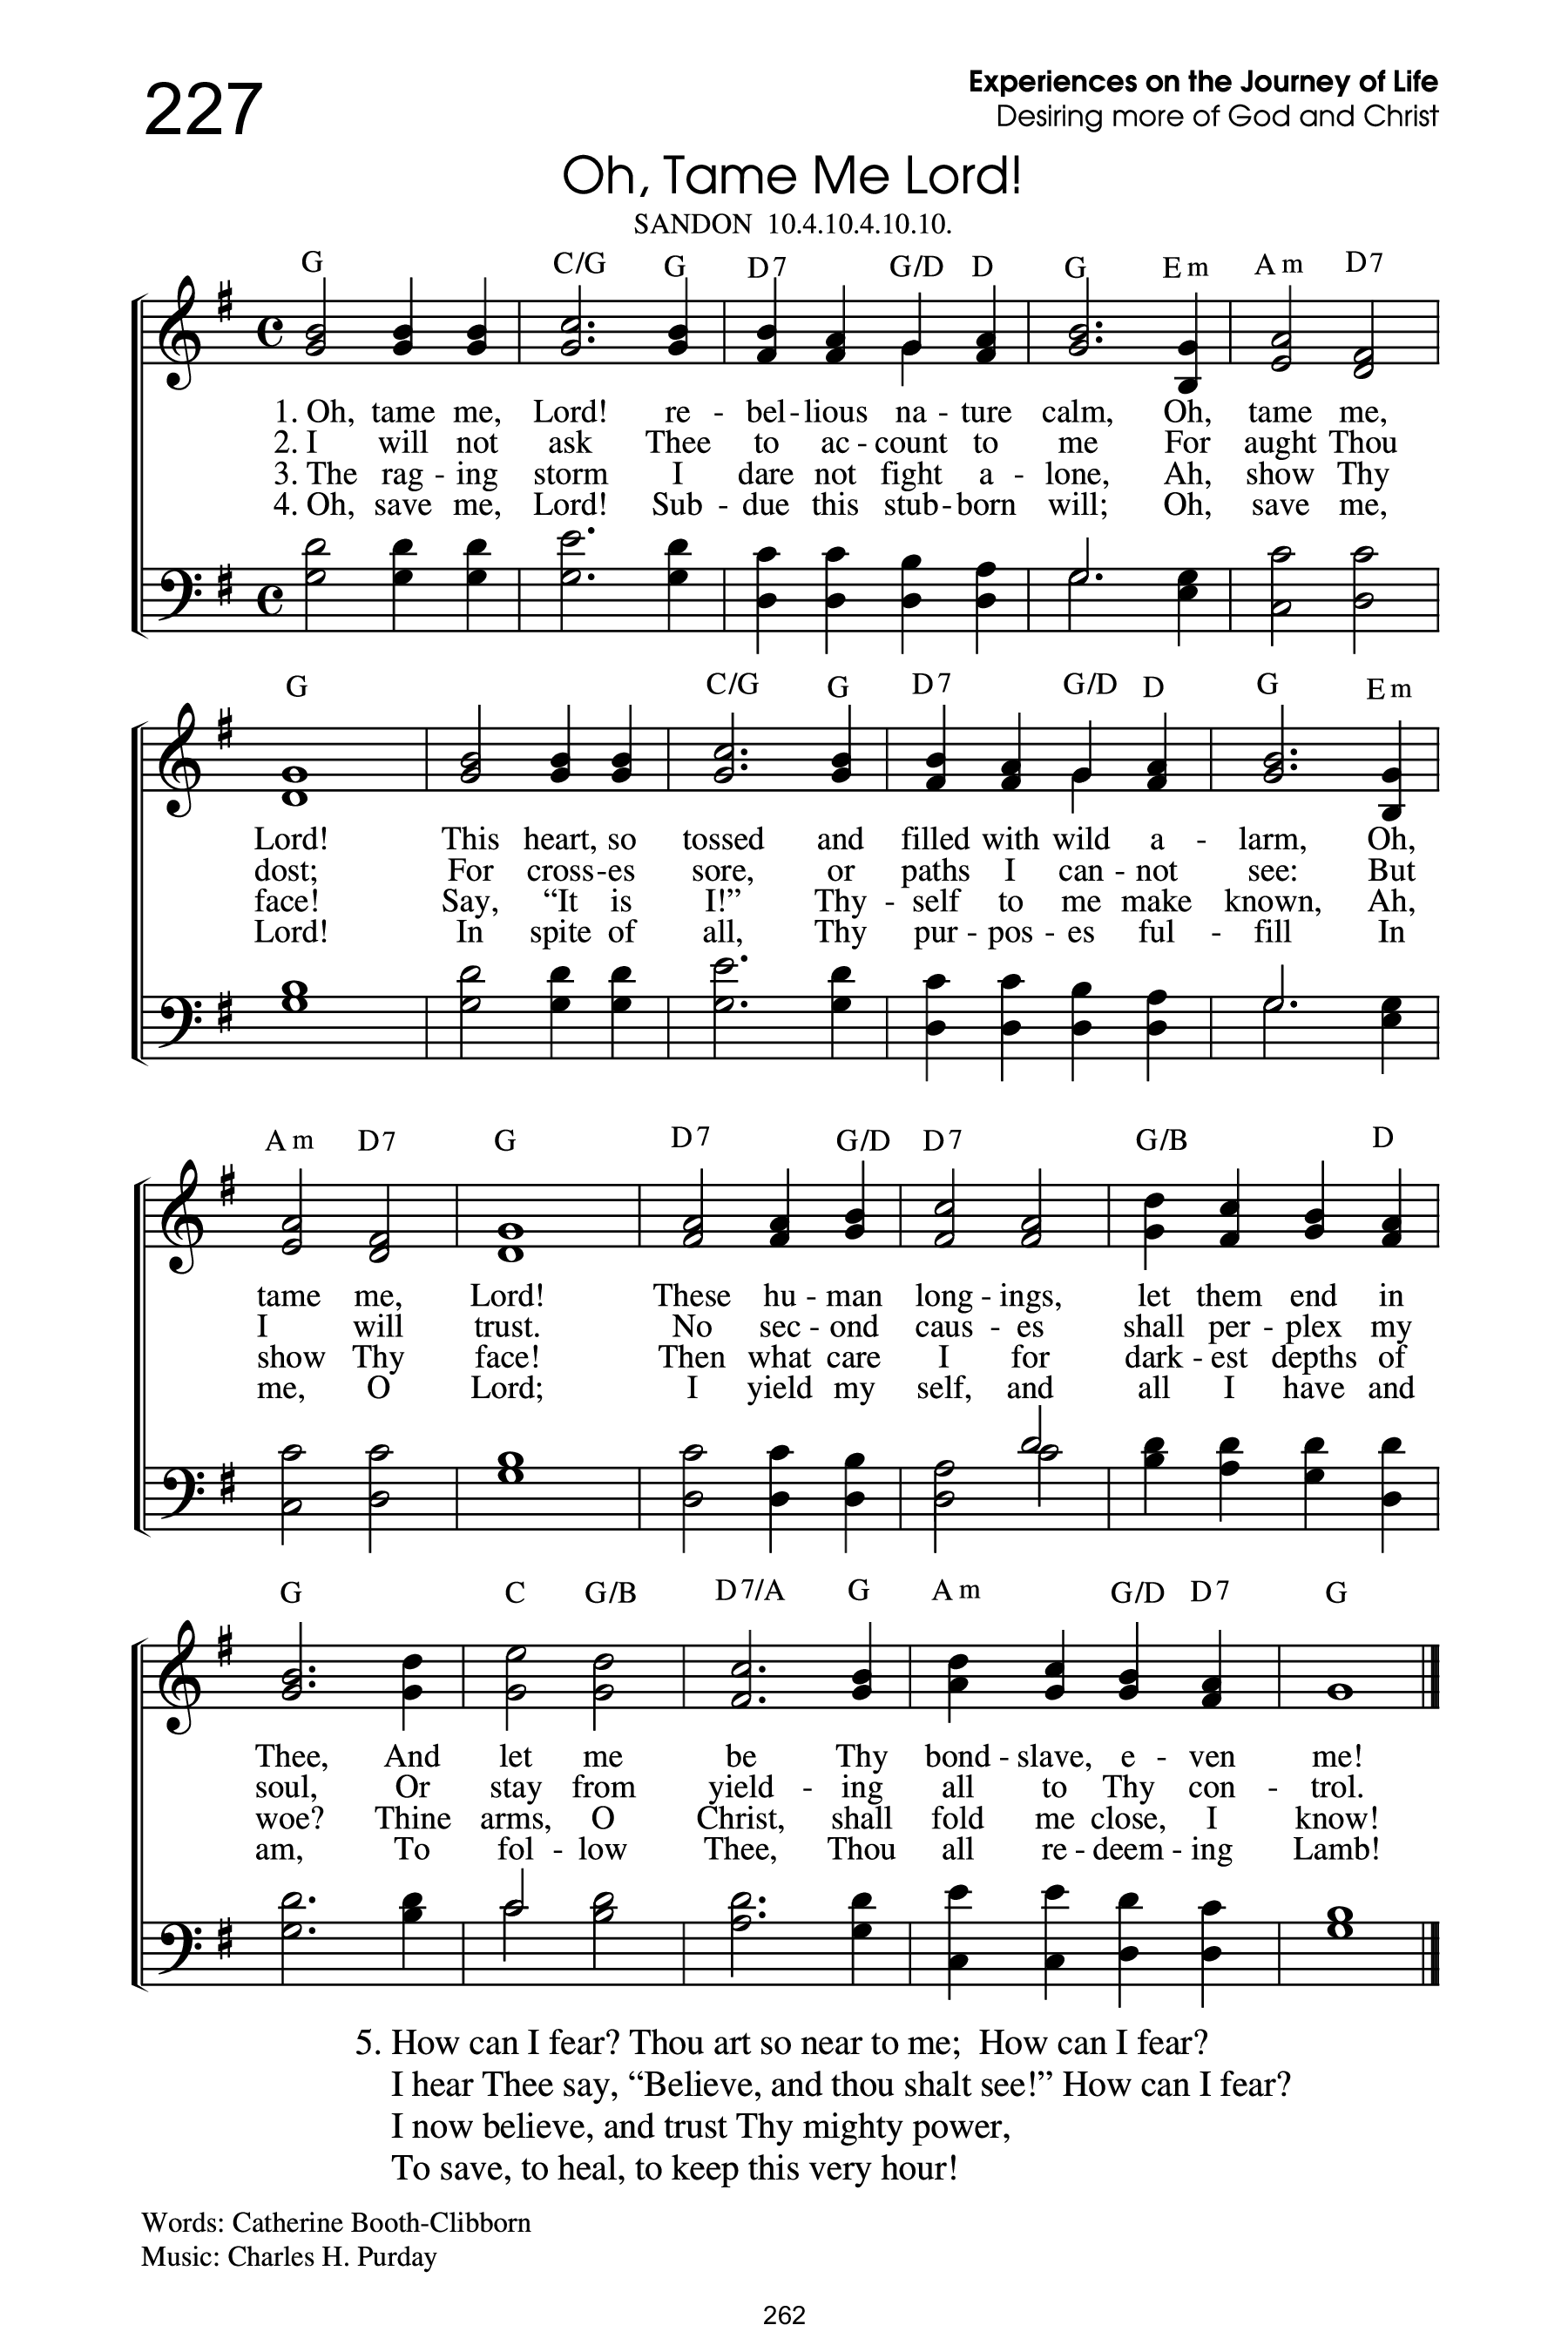 227
Experiences on the Journey of Life
Desiring more of God and Christ
Oh, Tame Me Lord!
SANDON 10.4.10.4.10.10.
G C/G G D7 G/D D G Em Am D7
1. Oh, tame me, Lord! re - bel - lious na - ture calm, Oh, tame me,
2. I will not ask Thee to ac - count to me For aught Thou
3. The rag - ing storm I dare not fight a - lone, Ah, show Thy
4. Oh, save me, Lord! Sub - due this stub - born will; Oh, save me,
G C/G G D7 G/D D G Em
Lord! This heart, so tossed and filled with wild a - larm, Oh,
dost; For cross - es sore, or paths I can - not see: But
face! Say, “It is I!” Thy - self to me make known, Ah,
Lord! In spite of all, Thy pur - pos - es ful - fill In
Am D7 G D7 G/D D7 G/B D
tame me, Lord! These hu - man long - ings, let them end in
I will trust. No sec - ond caus - es shall per - plex my
show Thy face! Then what care I for dark - est depths of
me, O Lord; I yield my self, and all I have and
G C G/B D7/A G Am G/D D7 G
Thee, And let me be Thy bond - slave, e - ven me!
soul, Or stay from yield - ing all to Thy con - trol.
woe? Thine arms, O Christ, shall fold me close, I know!
am, To fol - low Thee, Thou all re - deem - ing Lamb!
5. How can I fear? Thou art so near to me; How can I fear?
I hear Thee say, “Believe, and thou shalt see!” How can I fear?
I now believe, and trust Thy mighty power,
To save, to heal, to keep this very hour!
Words: Catherine Booth-Clibborn
Music: Charles H. Purday
262